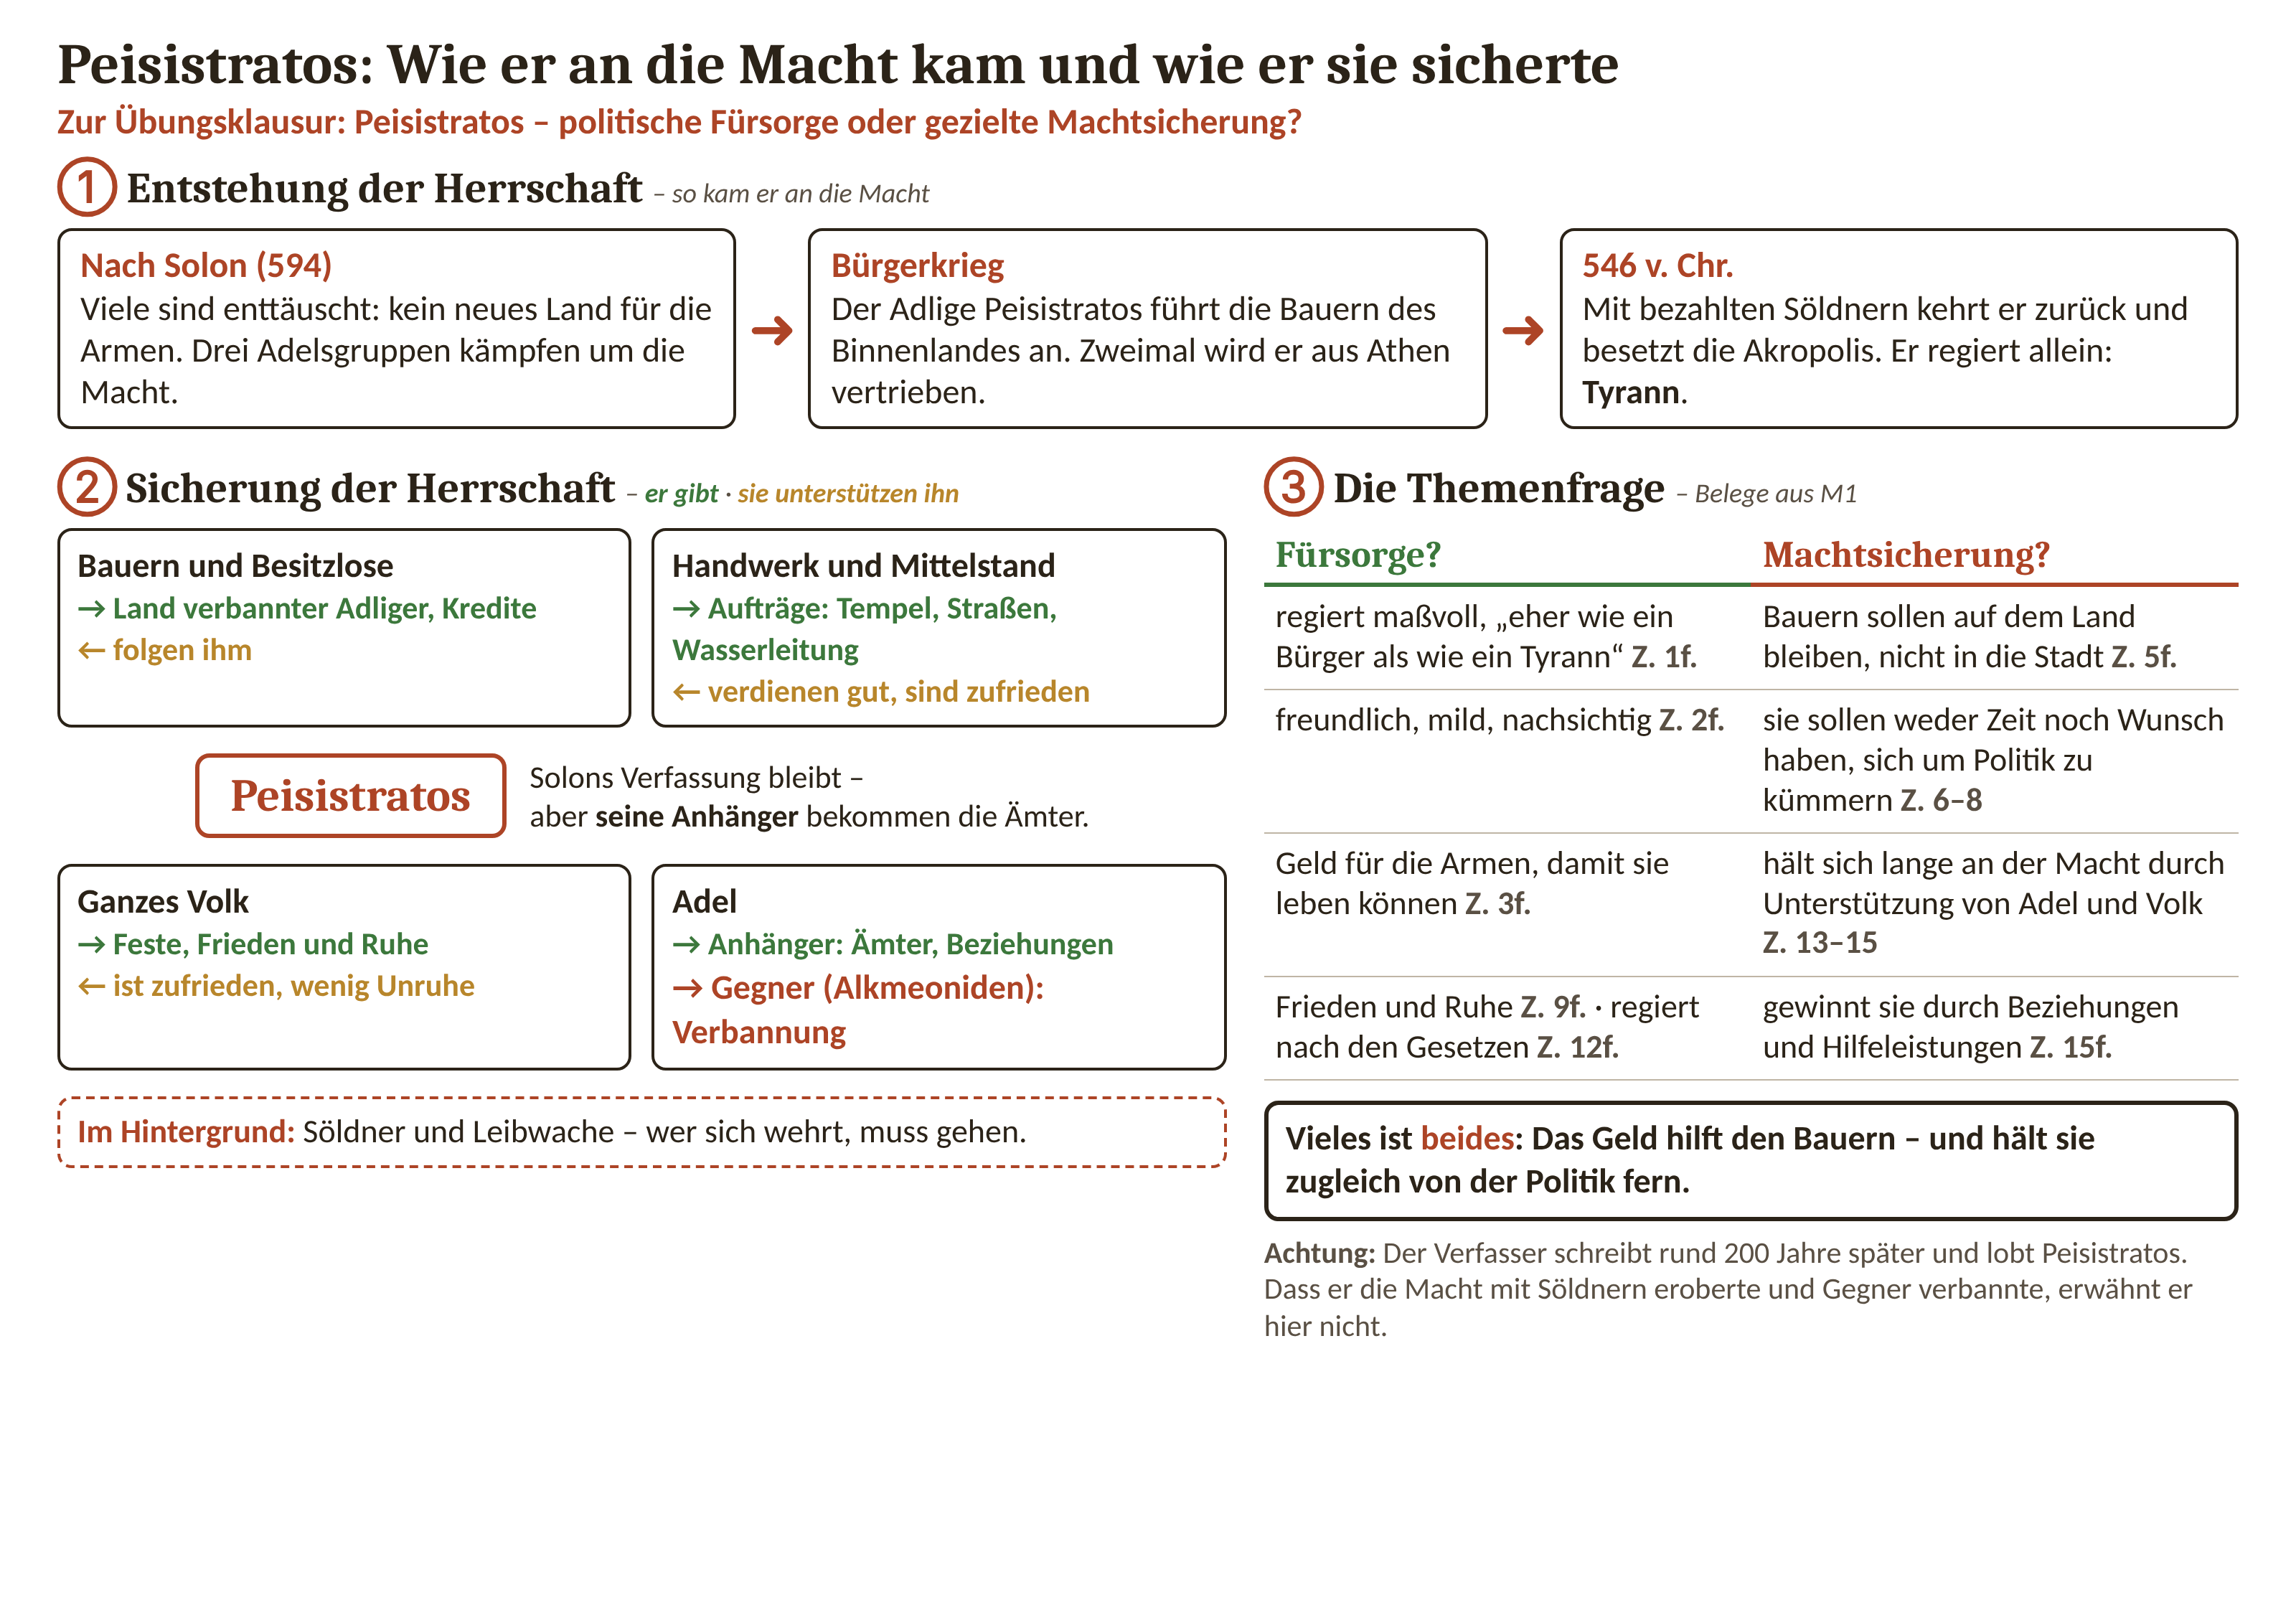 Peisistratos: Wie er an die Macht kam und wie er sie sicherte
Zur Übungsklausur: Peisistratos – politische Fürsorge oder gezielte Machtsicherung?
1 Entstehung der Herrschaft – so kam er an die Macht
Nach Solon (594)
Viele sind enttäuscht: kein neues Land für die
Armen. Drei Adelsgruppen kämpfen um die
Macht.
→
Bürgerkrieg
Der Adlige Peisistratos führt die Bauern des
Binnenlandes an. Zweimal wird er aus Athen
vertrieben.
→
546 v. Chr.
Mit bezahlten Söldnern kehrt er zurück und
besetzt die Akropolis. Er regiert allein:
Tyrann.
2 Sicherung der Herrschaft – er gibt · sie unterstützen ihn
Bauern und Besitzlose
→ Land verbannter Adliger, Kredite
← folgen ihm
Handwerk und Mittelstand
→ Aufträge: Tempel, Straßen,
Wasserleitung
← verdienen gut, sind zufrieden
Peisistratos
Solons Verfassung bleibt –
aber seine Anhänger bekommen die Ämter.
Ganzes Volk
→ Feste, Frieden und Ruhe
← ist zufrieden, wenig Unruhe
Adel
→ Anhänger: Ämter, Beziehungen
→ Gegner (Alkmeoniden):
Verbannung
Im Hintergrund: Söldner und Leibwache – wer sich wehrt, muss gehen.
3 Die Themenfrage – Belege aus M1
Fürsorge?
Machtsicherung?
regiert maßvoll, „eher wie ein
Bürger als wie ein Tyrann“ Z. 1f.
Bauern sollen auf dem Land
bleiben, nicht in die Stadt Z. 5f.
freundlich, mild, nachsichtig Z. 2f.
sie sollen weder Zeit noch Wunsch
haben, sich um Politik zu
kümmern Z. 6–8
Geld für die Armen, damit sie
leben können Z. 3f.
hält sich lange an der Macht durch
Unterstützung von Adel und Volk
Z. 13–15
Frieden und Ruhe Z. 9f. · regiert
nach den Gesetzen Z. 12f.
gewinnt sie durch Beziehungen
und Hilfeleistungen Z. 15f.
Vieles ist beides: Das Geld hilft den Bauern – und hält sie
zugleich von der Politik fern.
Achtung: Der Verfasser schreibt rund 200 Jahre später und lobt Peisistratos.
Dass er die Macht mit Söldnern eroberte und Gegner verbannte, erwähnt er
hier nicht.